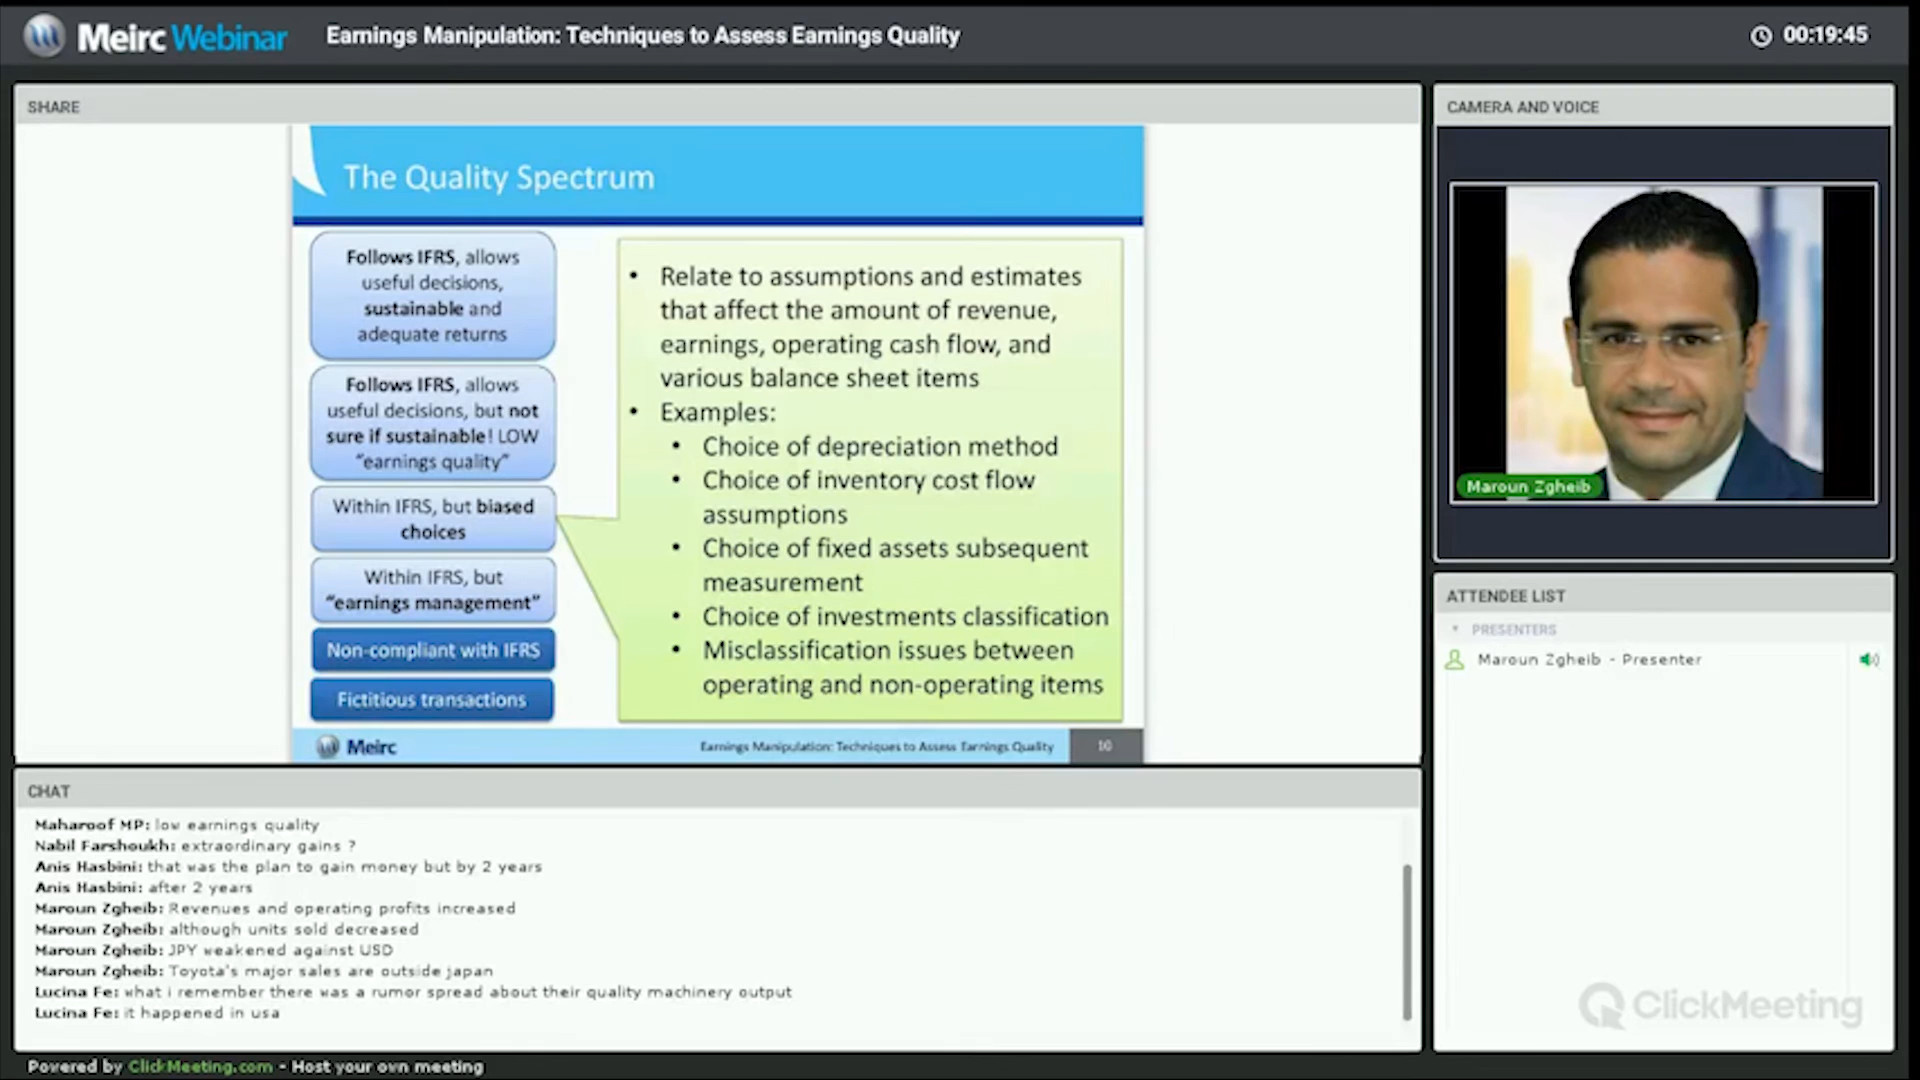 Meirc Webinar
Earnings Manipulation: Techniques to Assess Earnings Quality
00:19:45
SHARE
The Quality Spectrum
Follows IFRS, allows
useful decisions,
sustainable and
adequate returns
Follows IFRS, allows
useful decisions, but not
sure if sustainable! LOW
“earnings quality”
Within IFRS, but biased
choices
Within IFRS, but
“earnings management”
Non-compliant with IFRS
Fictitious transactions
• Relate to assumptions and estimates
that affect the amount of revenue,
earnings, operating cash flow, and
various balance sheet items
• Examples:
• Choice of depreciation method
• Choice of inventory cost flow
assumptions
• Choice of fixed assets subsequent
measurement
• Choice of investments classification
• Misclassification issues between
operating and non-operating items
Meirc
Earnings Manipulation: Techniques to Assess Earnings Quality
10
CAMERA AND VOICE
Maroun Zgheib
ATTENDEE LIST
PRESENTERS
Maroun Zgheib - Presenter
ClickMeeting
CHAT
Maharoof MP: low earnings quality
Nabil Farshoukh: extraordinary gains ?
Anis Hasbini: that was the plan to gain money but by 2 years
Anis Hasbini: after 2 years
Maroun Zgheib: Revenues and operating profits increased
Maroun Zgheib: although units sold decreased
Maroun Zgheib: JPY weakened against USD
Maroun Zgheib: Toyota's major sales are outside japan
Lucina Fe: what i remember there was a rumor spread about their quality machinery output
Lucina Fe: it happened in usa
Powered by ClickMeeting.com - Host your own meeting